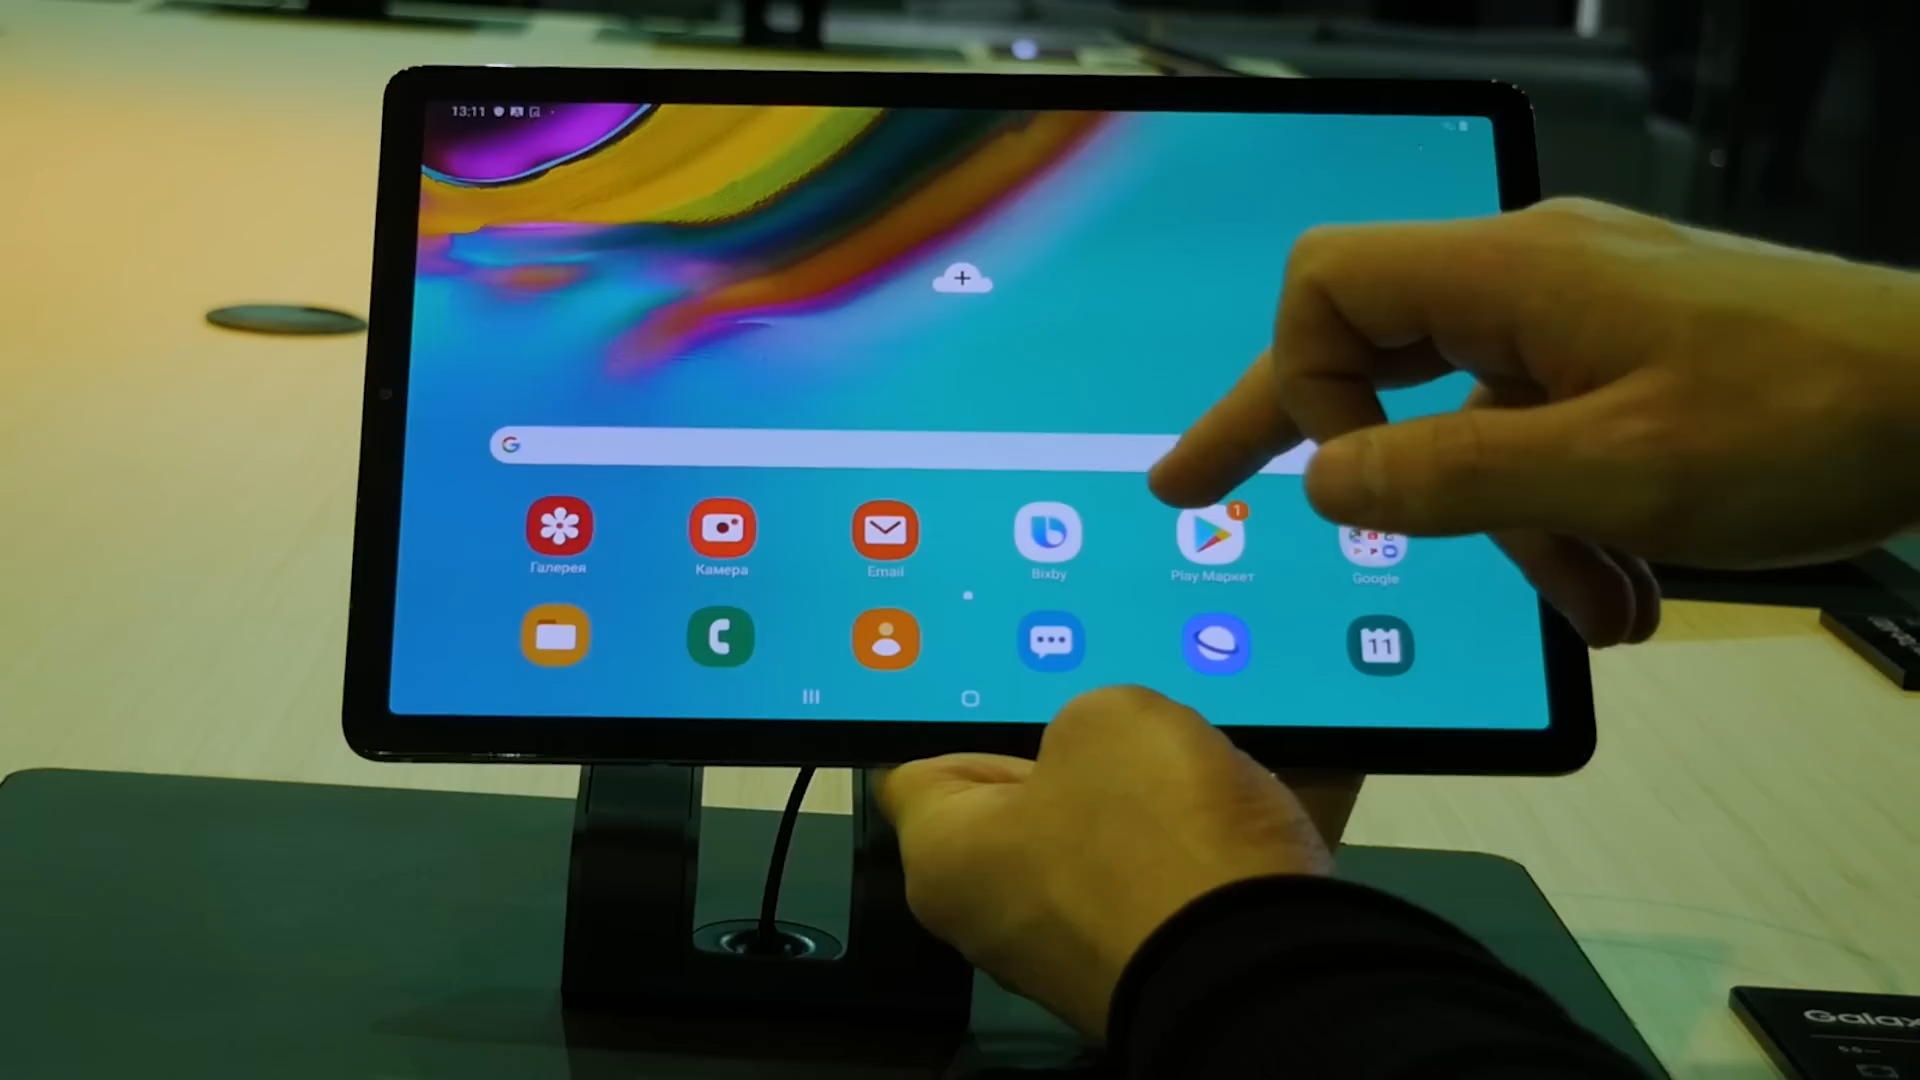 13:11
G
Галерея
Камера
Email
Bixby
1
Play Маркет
Google
11
Galax